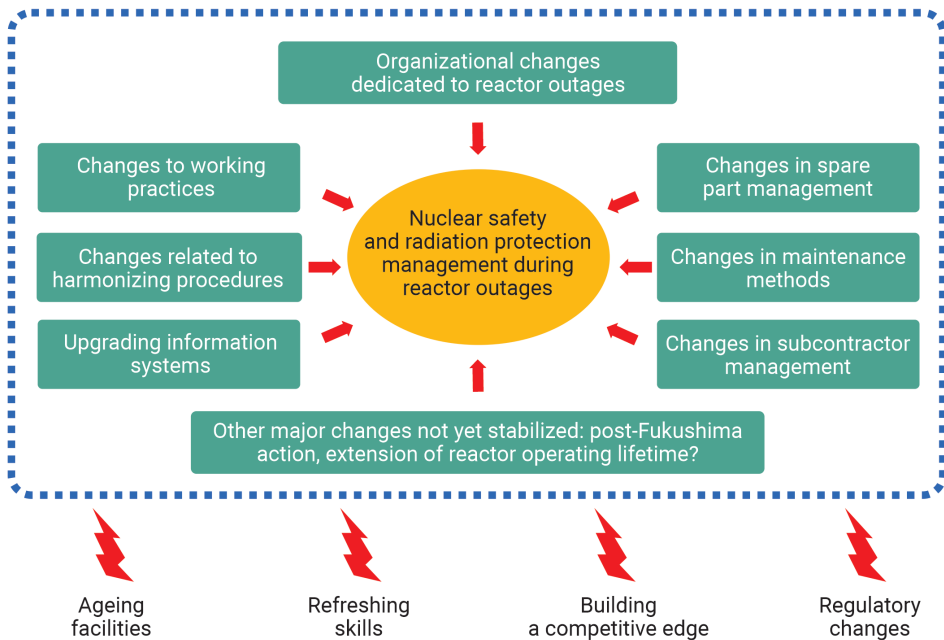 Organizational changes
dedicated to reactor outages
Changes to working
practices
Changes in spare
part management
Nuclear safety
and radiation protection
management during
reactor outages
Changes related to
harmonizing procedures
Changes in maintenance
methods
Upgrading information
systems
Changes in subcontractor
management
Other major changes not yet stabilized: post-Fukushima
action, extension of reactor operating lifetime?
Ageing
facilities
Refreshing
skills
Building
a competitive edge
Regulatory
changes